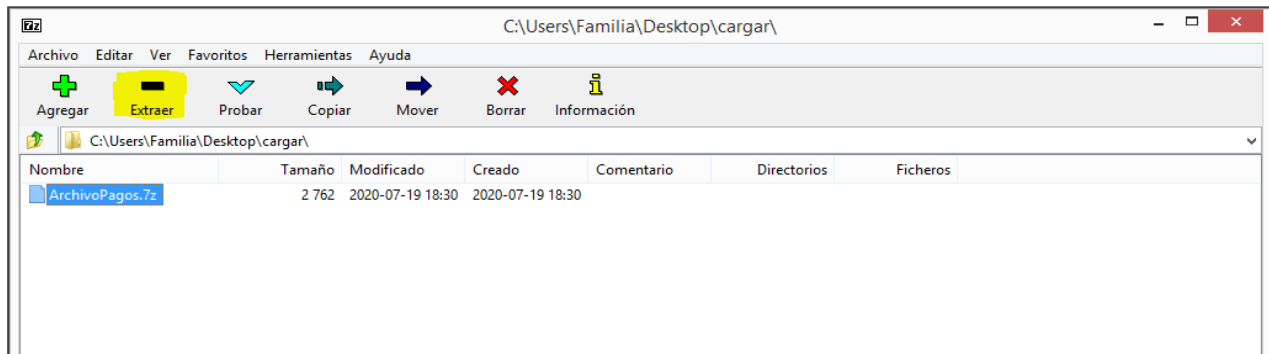 7z C:\Users\Familia\Desktop\cargar\
Archivo Editar Ver Favoritos Herramientas Ayuda
Agregar Extraer Probar Copiar Mover Borrar Información
C:\Users\Familia\Desktop\cargar\
Nombre Tamaño Modificado Creado Comentario Directorios Ficheros
ArchivoPagos.7z 2 762 2020-07-19 18:30 2020-07-19 18:30